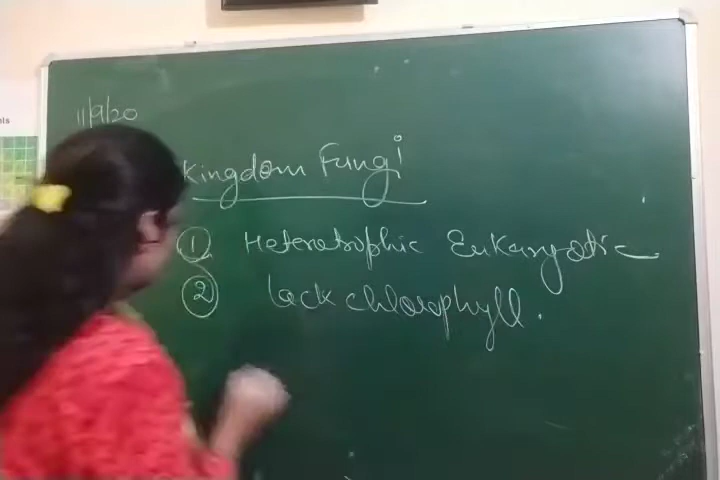 11/9/20
Kingdom Fungi
① Heterotrophic Eukaryotic
② lack chlorophyll.